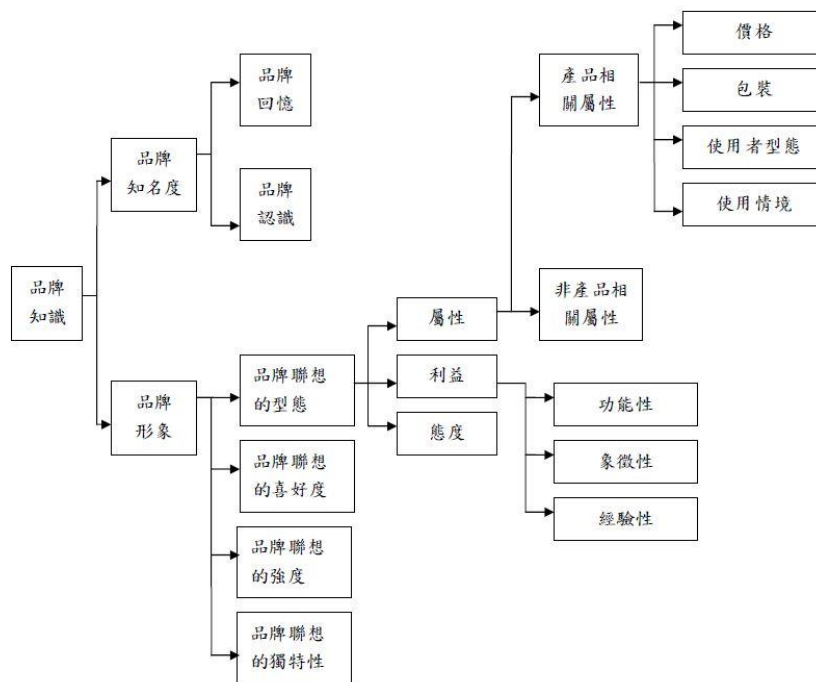 品牌
知識
品牌
知名度
品牌
回憶
品牌
認識
品牌
形象
品牌聯想
的型態
品牌聯想
的喜好度
品牌聯想
的強度
品牌聯想
的獨特性
屬性
利益
態度
產品相
關屬性
非產品相
關屬性
價格
包裝
使用者型態
使用情境
功能性
象徵性
經驗性